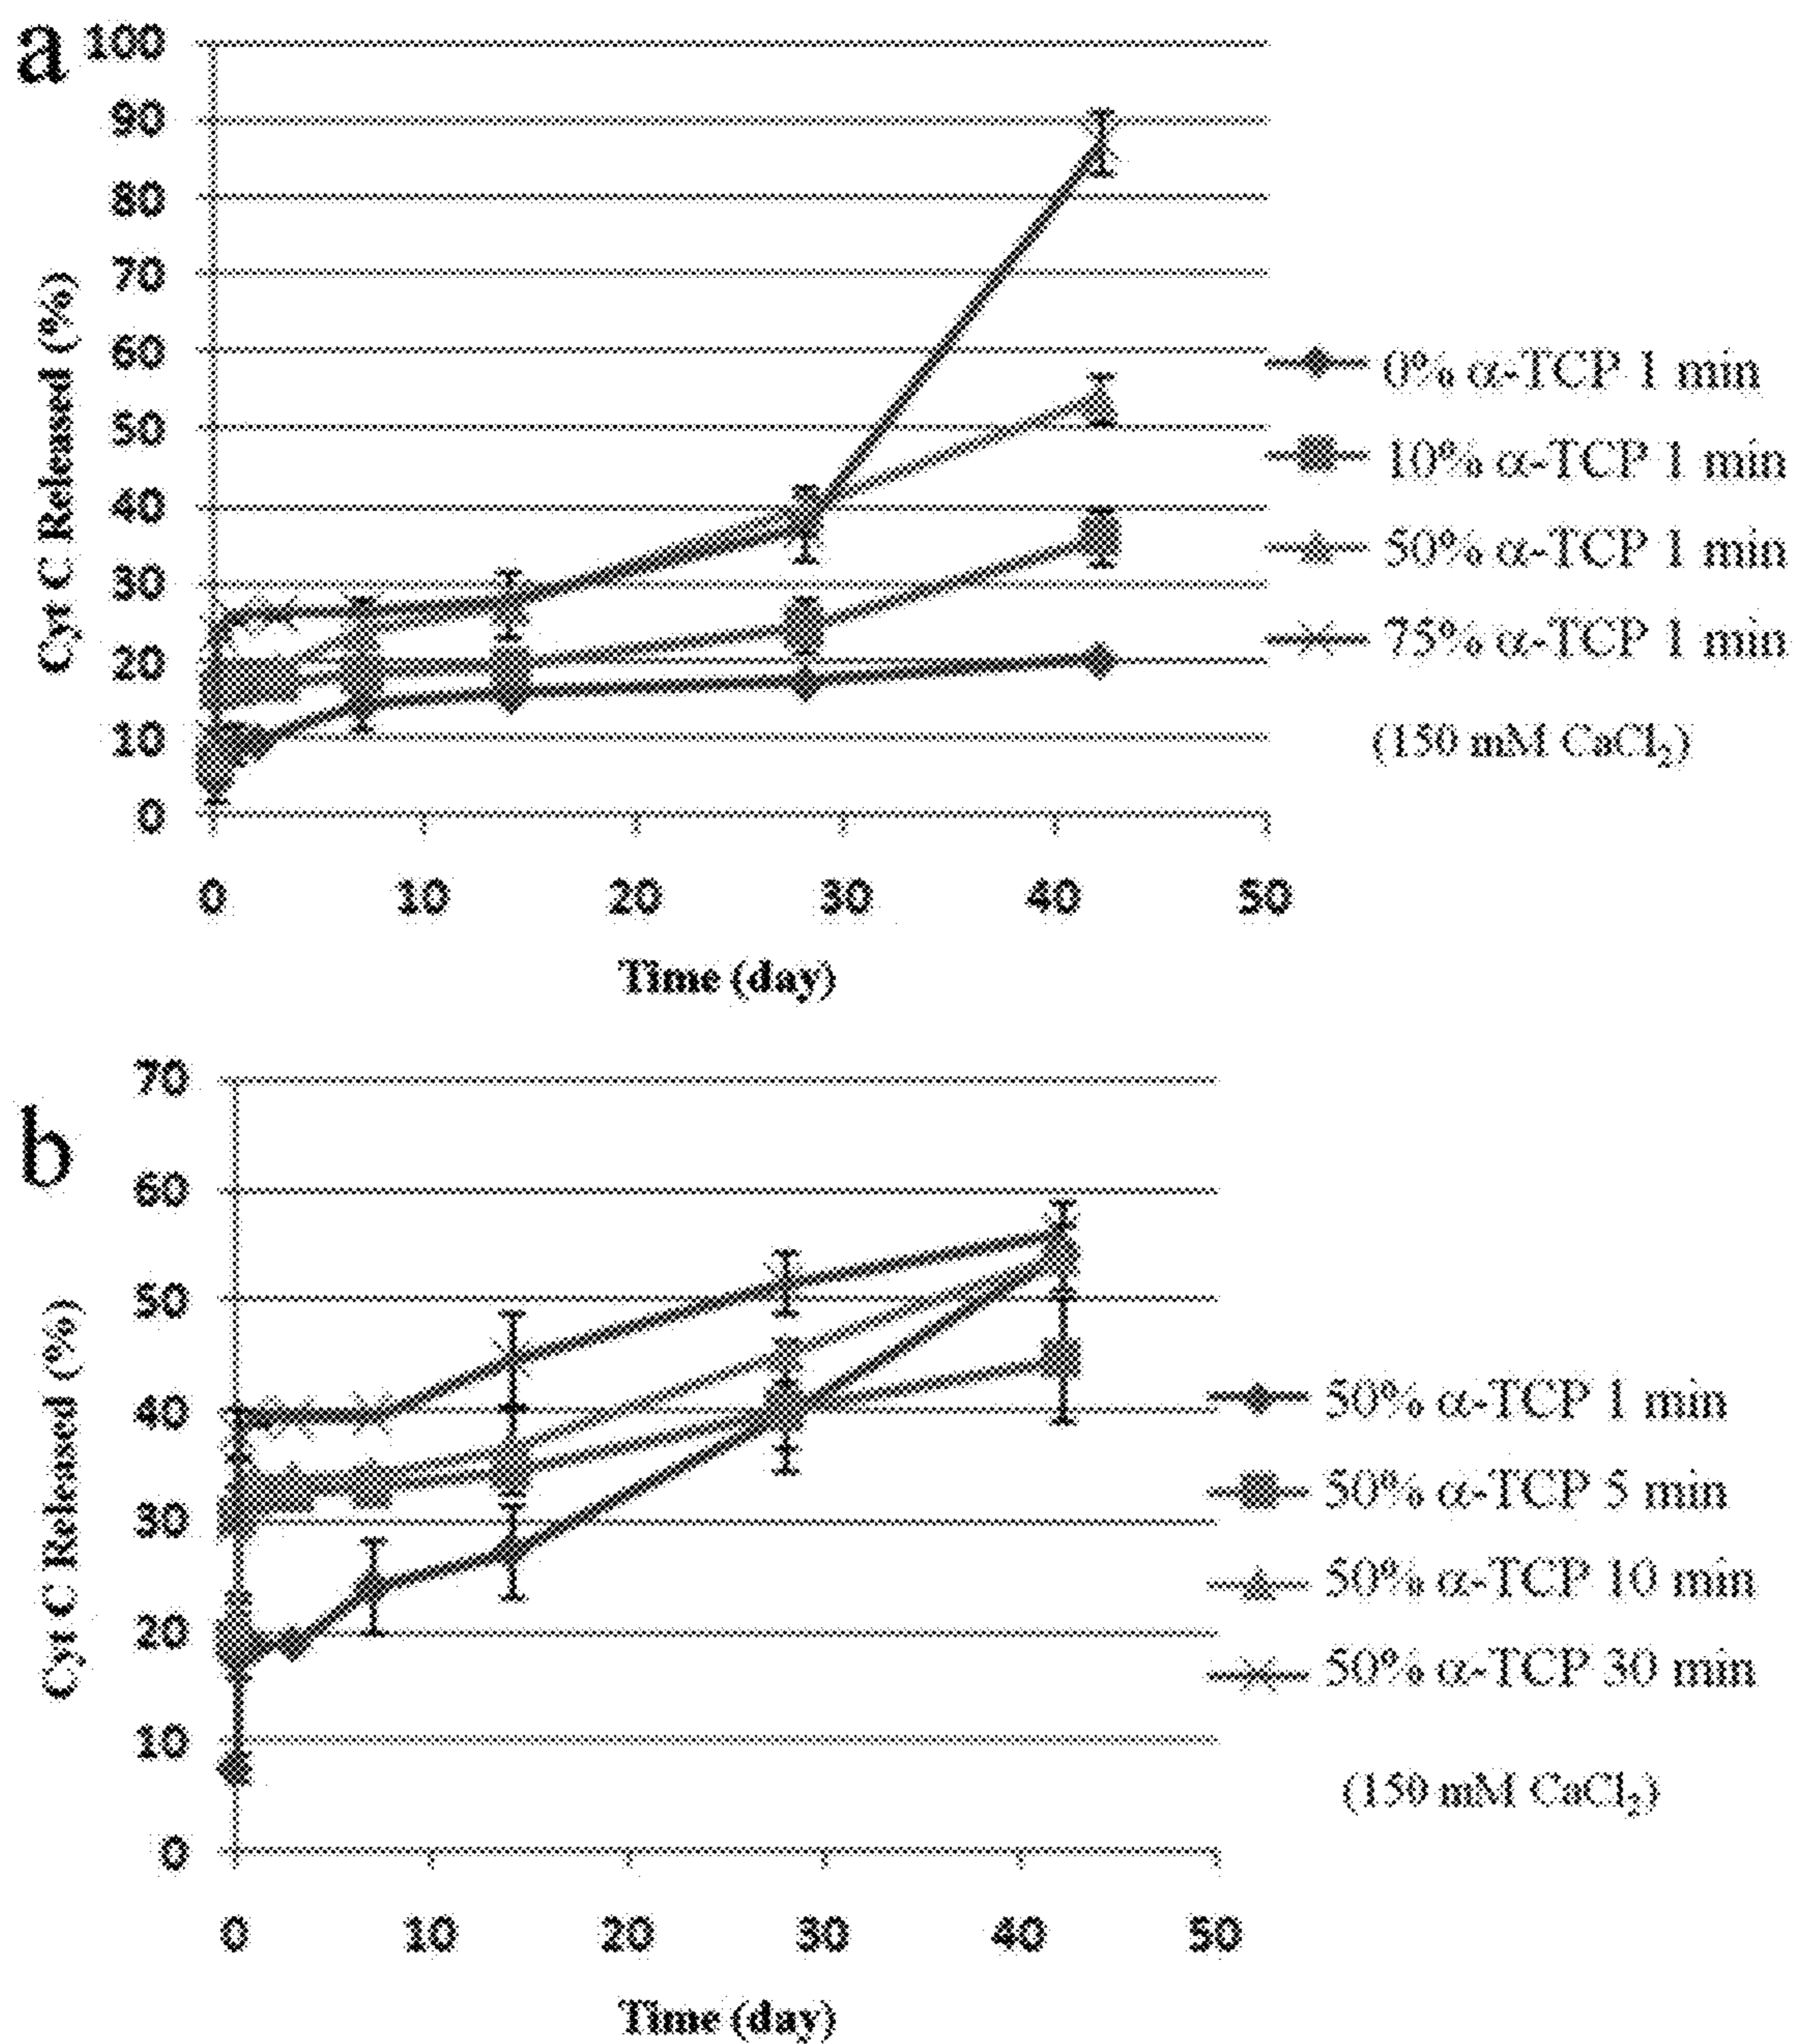 a
100
90
80
70
60
50
40
30
20
10
0
Cyt C Released (%)
0 10 20 30 40 50
Time (day)
0% α-TCP 1 min
10% α-TCP 1 min
50% α-TCP 1 min
75% α-TCP 1 min
(150 mM CaCl₂)
b
70
60
50
40
30
20
10
0
Cyt C Released (%)
0 10 20 30 40 50
Time (day)
50% α-TCP 1 min
50% α-TCP 5 min
50% α-TCP 10 min
50% α-TCP 30 min
(150 mM CaCl₂)